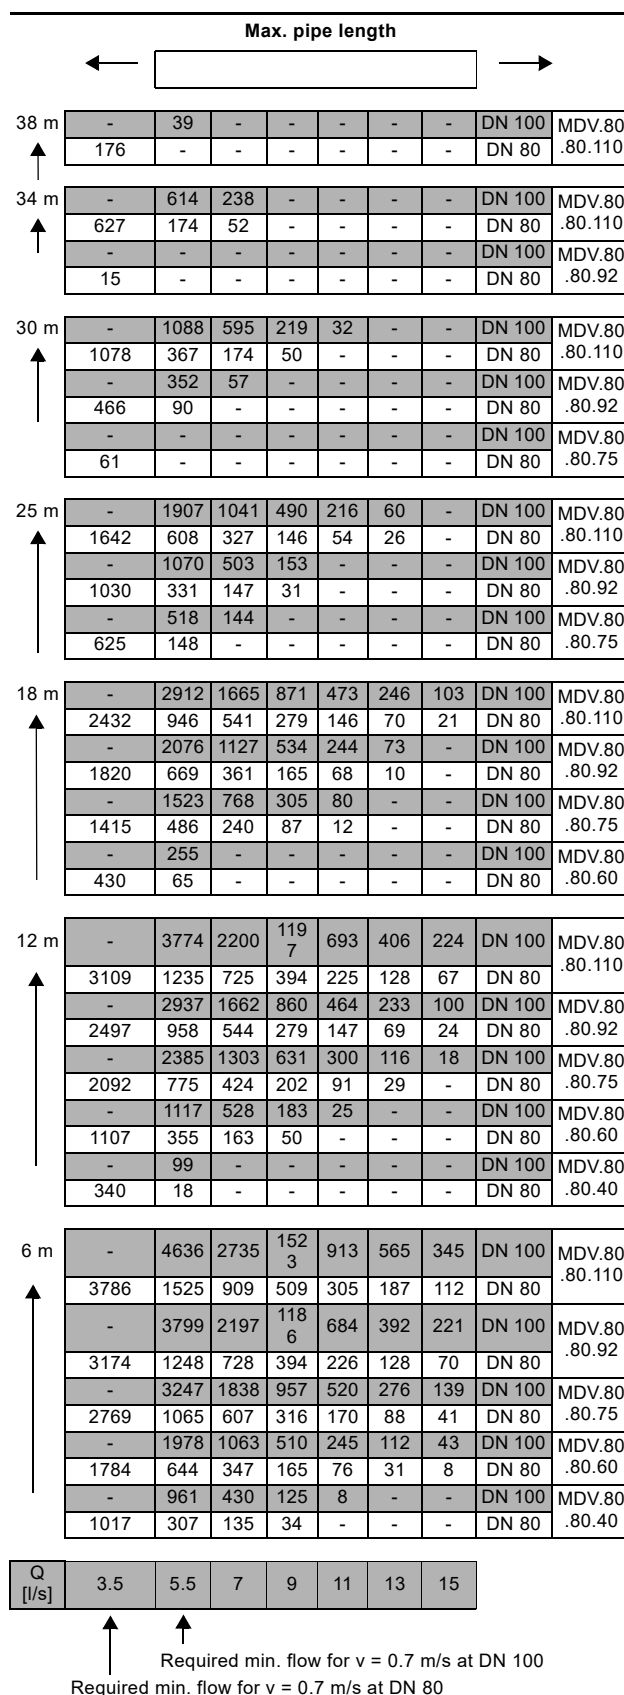 Max. pipe length
38 m - 39 - - - - - DN 100 MDV.80
176 - - - - - - DN 80 .80.110
34 m - 614 238 - - - - DN 100 MDV.80
627 174 52 - - - - DN 80 .80.110
- - - - - - - DN 100 MDV.80
15 - - - - - - DN 80 .80.92
30 m - 1088 595 219 32 - - DN 100 MDV.80
1078 367 174 50 - - - DN 80 .80.110
- 352 57 - - - - DN 100 MDV.80
466 90 - - - - - DN 80 .80.92
- - - - - - - DN 100 MDV.80
61 - - - - - - DN 80 .80.75
25 m - 1907 1041 490 216 60 - DN 100 MDV.80
1642 608 327 146 54 26 - DN 80 .80.110
- 1070 503 153 - - - DN 100 MDV.80
1030 331 147 31 - - - DN 80 .80.92
- 518 144 - - - - DN 100 MDV.80
625 148 - - - - - DN 80 .80.75
18 m - 2912 1665 871 473 246 103 DN 100 MDV.80
2432 946 541 279 146 70 21 DN 80 .80.110
- 2076 1127 534 244 73 - DN 100 MDV.80
1820 669 361 165 68 10 - DN 80 .80.92
- 1523 768 305 80 - - DN 100 MDV.80
1415 486 240 87 12 - - DN 80 .80.75
- 255 - - - - - DN 100 MDV.80
430 65 - - - - - DN 80 .80.60
12 m - 3774 2200 1197 693 406 224 DN 100 MDV.80
3109 1235 725 394 225 128 67 DN 80 .80.110
- 2937 1662 860 464 233 100 DN 100 MDV.80
2497 958 544 279 147 69 24 DN 80 .80.92
- 2385 1303 631 300 116 18 DN 100 MDV.80
2092 775 424 202 91 29 - DN 80 .80.75
- 1117 528 183 25 - - DN 100 MDV.80
1107 355 163 50 - - - DN 80 .80.60
- 99 - - - - - DN 100 MDV.80
340 18 - - - - - DN 80 .80.40
6 m - 4636 2735 1523 913 565 345 DN 100 MDV.80
3786 1525 909 509 305 187 112 DN 80 .80.110
- 3799 2197 1186 684 392 221 DN 100 MDV.80
3174 1248 728 394 226 128 70 DN 80 .80.92
- 3247 1838 957 520 276 139 DN 100 MDV.80
2769 1065 607 316 170 88 41 DN 80 .80.75
- 1978 1063 510 245 112 43 DN 100 MDV.80
1784 644 347 165 76 31 8 DN 80 .80.60
- 961 430 125 8 - - DN 100 MDV.80
1017 307 135 34 - - - DN 80 .80.40
Q [l/s] 3.5 5.5 7 9 11 13 15
Required min. flow for v = 0.7 m/s at DN 100
Required min. flow for v = 0.7 m/s at DN 80